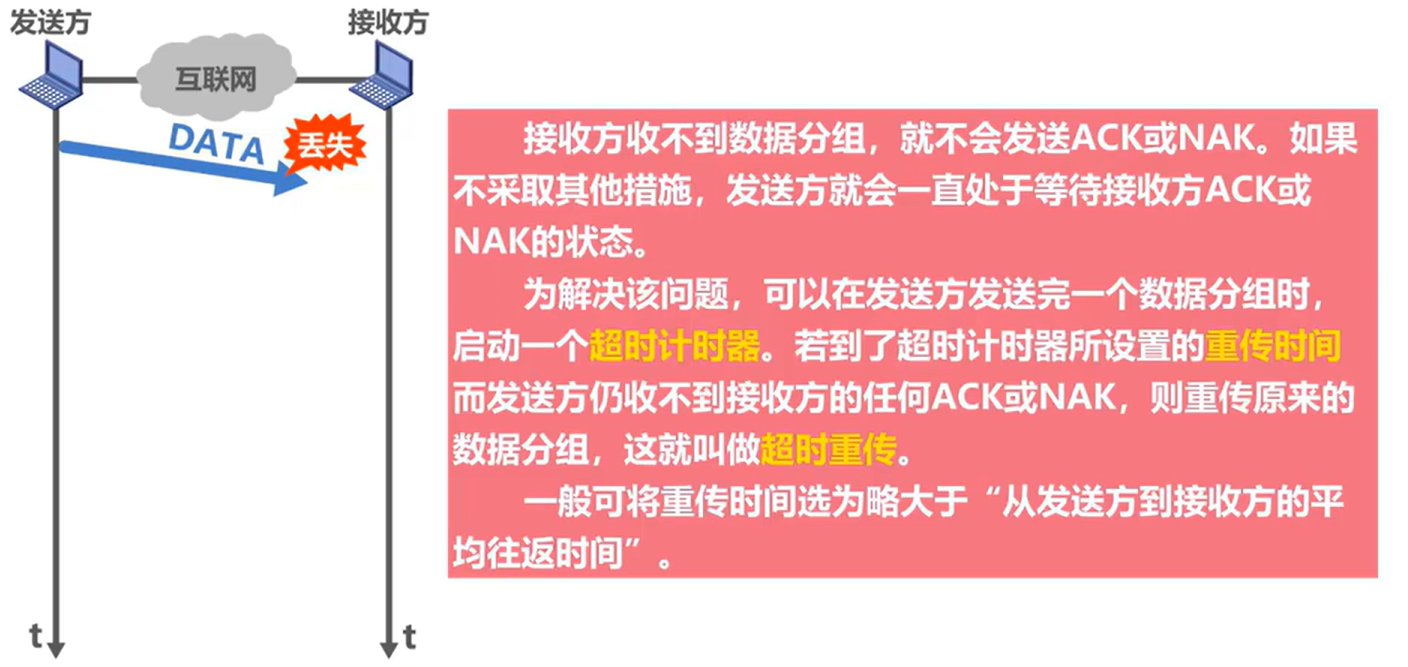 发送方
接收方
互联网
DATA
丢失
t
t
接收方收不到数据分组，就不会发送ACK或NAK。如果
不采取其他措施，发送方就会一直处于等待接收方ACK或
NAK的状态。
为解决该问题，可以在发送方发送完一个数据分组时，
启动一个超时计时器。若到了超时计时器所设置的重传时间
而发送方仍收不到接收方的任何ACK或NAK，则重传原来的
数据分组，这就叫做超时重传。
一般可将重传时间选为略大于“从发送方到接收方的平
均往返时间”。